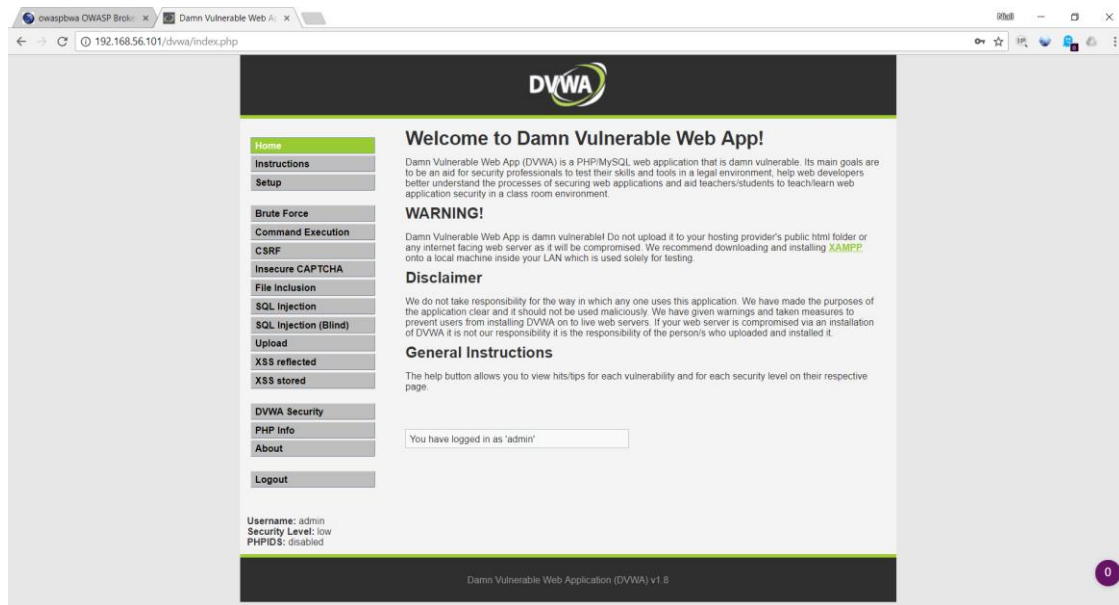 owaspbwa OWASP Broke
Damn Vulnerable Web A
192.168.56.101/dvwa/index.php
DVWA
Home
Instructions
Setup
Brute Force
Command Execution
CSRF
Insecure CAPTCHA
File Inclusion
SQL Injection
SQL Injection (Blind)
Upload
XSS reflected
XSS stored
DVWA Security
PHP Info
About
Logout
Username: admin
Security Level: low
PHPIDS: disabled
Welcome to Damn Vulnerable Web App!
Damn Vulnerable Web App (DVWA) is a PHP/MySQL web application that is damn vulnerable. Its main goals are
to be an aid for security professionals to test their skills and tools in a legal environment, help web developers
better understand the processes of securing web applications and aid teachers/students to teach/learn web
application security in a class room environment.
WARNING!
Damn Vulnerable Web App is damn vulnerable! Do not upload it to your hosting provider's public html folder or
any internet facing web server as it will be compromised. We recommend downloading and installing XAMPP
onto a local machine inside your LAN which is used solely for testing.
Disclaimer
We do not take responsibility for the way in which any one uses this application. We have made the purposes of
the application clear and it should not be used maliciously. We have given warnings and taken measures to
prevent users from installing DVWA on to live web servers. If your web server is compromised via an installation
of DVWA it is not our responsibility it is the responsibility of the person/s who uploaded and installed it.
General Instructions
The help button allows you to view hits/tips for each vulnerability and for each security level on their respective
page.
You have logged in as 'admin'
Damn Vulnerable Web Application (DVWA) v1.8
0